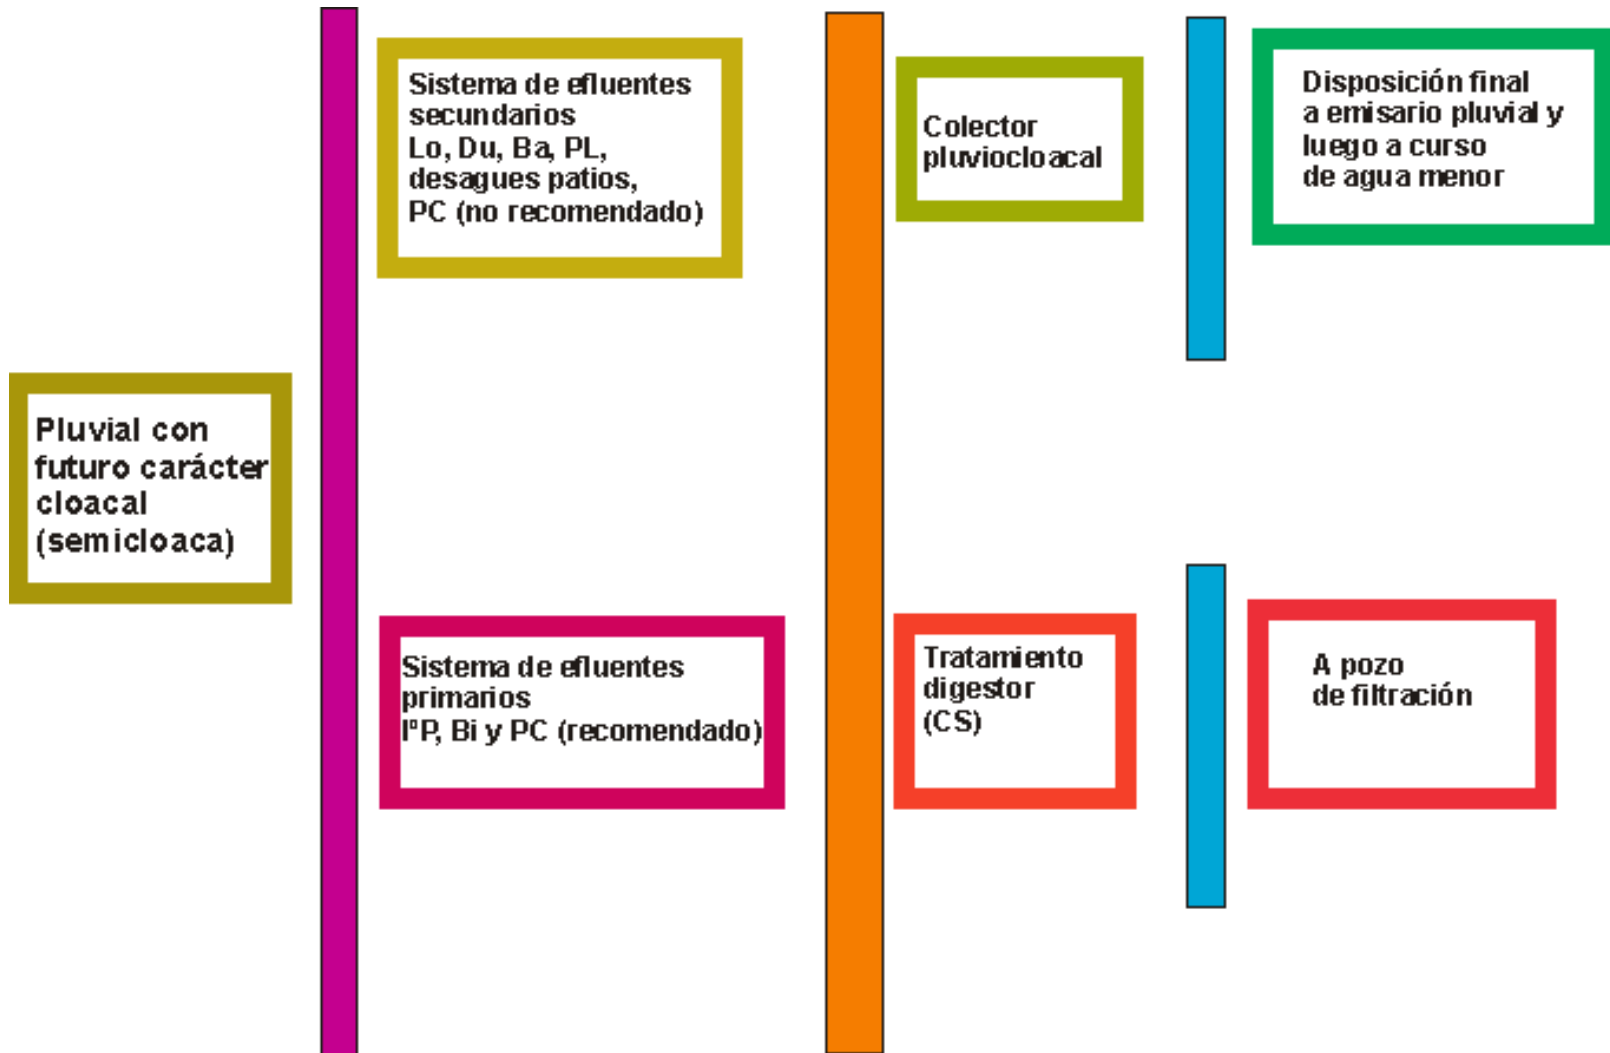 Pluvial con
futuro carácter
cloacal
(semicloaca)
Sistema de efluentes
secundarios
Lo, Du, Ba, PL,
desagues patios,
PC (no recomendado)
Sistema de efluentes
primarios
IºP, Bi y PC (recomendado)
Colector
pluviocloacal
Tratamiento
digestor
(CS)
Disposición final
a emisario pluvial y
luego a curso
de agua menor
A pozo
de filtración